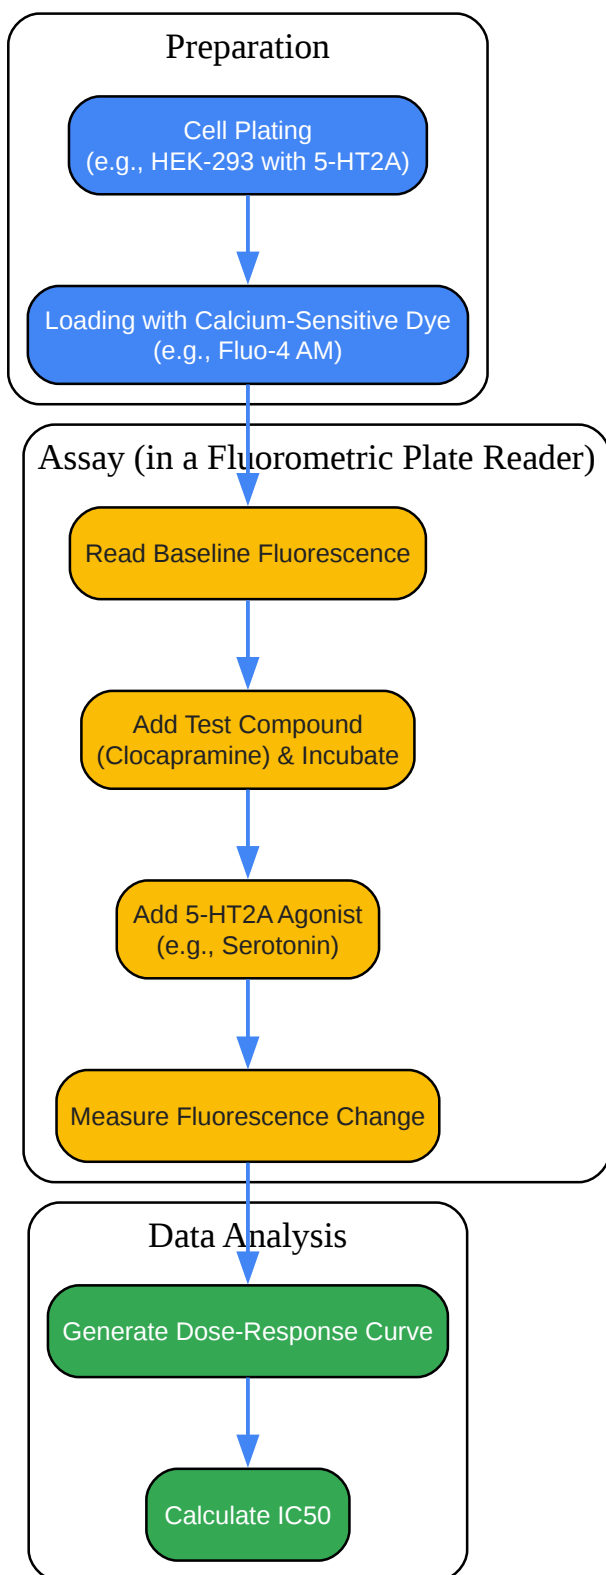 Preparation
Cell Plating
(e.g., HEK-293 with 5-HT2A)
Loading with Calcium-Sensitive Dye
(e.g., Fluo-4 AM)
Assay (in a Fluorometric Plate Reader)
Read Baseline Fluorescence
Add Test Compound
(Clocapramine) & Incubate
Add 5-HT2A Agonist
(e.g., Serotonin)
Measure Fluorescence Change
Data Analysis
Generate Dose-Response Curve
Calculate IC50